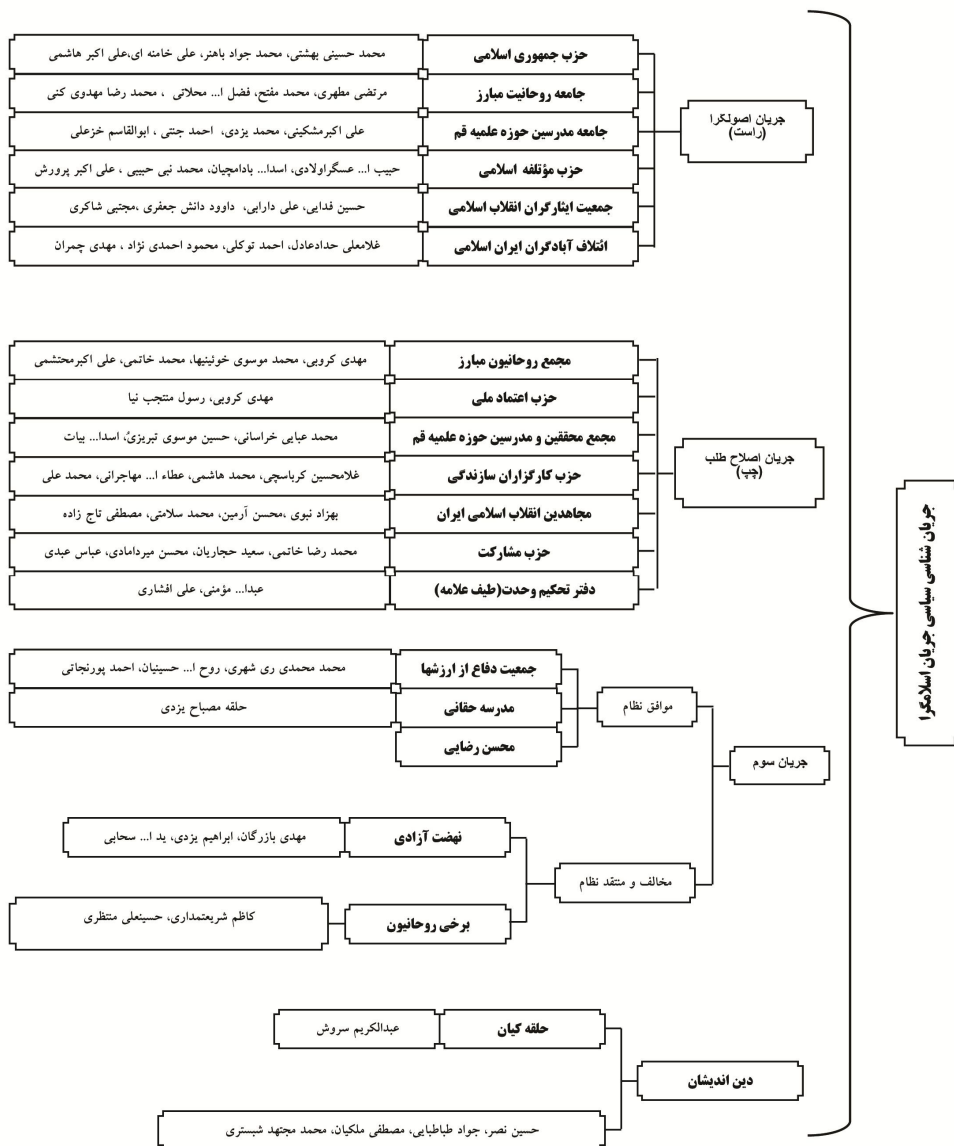 جریان شناسی سیاسی جریان اسلامگرا
جریان اصولگرا
(راست)
حزب جمهوری اسلامی
محمد حسینی بهشتی، محمد جواد باهنر، علی خامنه ای،علی اکبر هاشمی
جامعه روحانیت مبارز
مرتضی مطهری، محمد مفتح، فضل ا... محلاتی ، محمد رضا مهدوی کنی
جامعه مدرسین حوزه علمیه قم
علی اکبرمشکینی، محمد یزدی، احمد جنتی ، ابوالقاسم خزعلی
حزب مؤتلفه اسلامی
حبیب ا... عسگراولادی، اسدا... بادامچیان، محمد نبی حبیبی ، علی اکبر پرورش
جمعیت ایثارگران انقلاب اسلامی
حسین فدایی، علی دارابی، داوود دانش جعفری ،مجتبی شاکری
ائتلاف آبادگران ایران اسلامی
غلامعلی حدادعادل، احمد توکلی، محمود احمدی نژاد ، مهدی چمران
جریان اصلاح طلب
(چپ)
مجمع روحانیون مبارز
مهدی کروبی، محمد موسوی خوئینیها، محمد خاتمی، علی اکبرمحتشمی
حزب اعتماد ملی
مهدی کروبی، رسول منتجب نیا
مجمع محققین و مدرسین حوزه علمیه قم
محمد عبایی خراسانی، حسین موسوی تبریزی، اسدا... بیات
حزب کارگزاران سازندگی
غلامحسین کرباسچی، محمد هاشمی، عطاء ا... مهاجرانی، محمد علی
مجاهدین انقلاب اسلامی ایران
بهزاد نبوی ،محسن آرمین، محمد سلامتی، مصطفی تاج زاده
حزب مشارکت
محمد رضا خاتمی، سعید حجاریان، محسن میردامادی، عباس عبدی
دفتر تحکیم وحدت(طیف علامه)
عبدا... مؤمنی، علی افشاری
جریان سوم
موافق نظام
جمعیت دفاع از ارزشها
محمد محمدی ری شهری، روح ا... حسینیان، احمد پورنجاتی
مدرسه حقانی
حلقه مصباح یزدی
محسن رضایی
مخالف و منتقد نظام
نهضت آزادی
مهدی بازرگان، ابراهیم یزدی، ید ا... سحابی
برخی روحانیون
کاظم شریعتمداری، حسینعلی منتظری
دین اندیشان
حلقه کیان
عبدالکریم سروش
حسین نصر، جواد طباطبایی، مصطفی ملکیان، محمد مجتهد شبستری